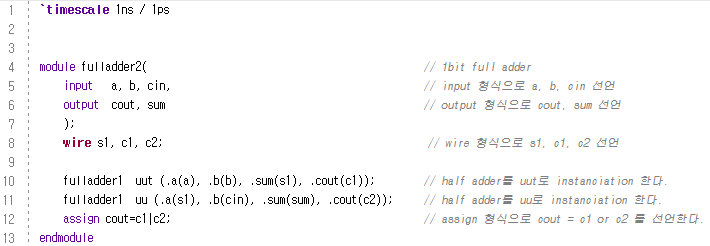 1 `timescale 1ns / 1ps
2
3
4 module fulladder2( // 1bit full adder
5 input a, b, cin, // input 형식으로 a, b, cin 선언
6 output cout, sum // output 형식으로 cout, sum 선언
7 );
8 wire s1, c1, c2; // wire 형식으로 s1, c1, c2 선언
9
10 fulladder1 uut (.a(a), .b(b), .sum(s1), .cout(c1)); // half adder를 uut로 instanciation 한다.
11 fulladder1 uu (.a(s1), .b(cin), .sum(sum), .cout(c2)); // half adder를 uu로 instanciation 한다.
12 assign cout=c1|c2; // assign 형식으로 cout = c1 or c2 를 선언한다.
13 endmodule